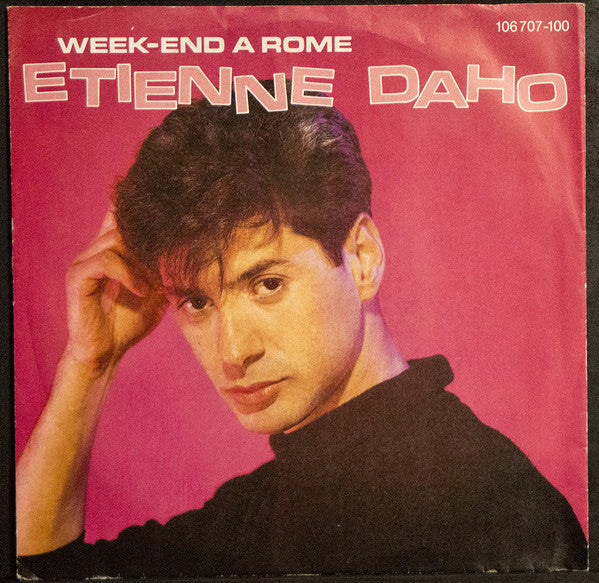 106 707-100
WEEK-END A ROME
ETIENNE DAHO